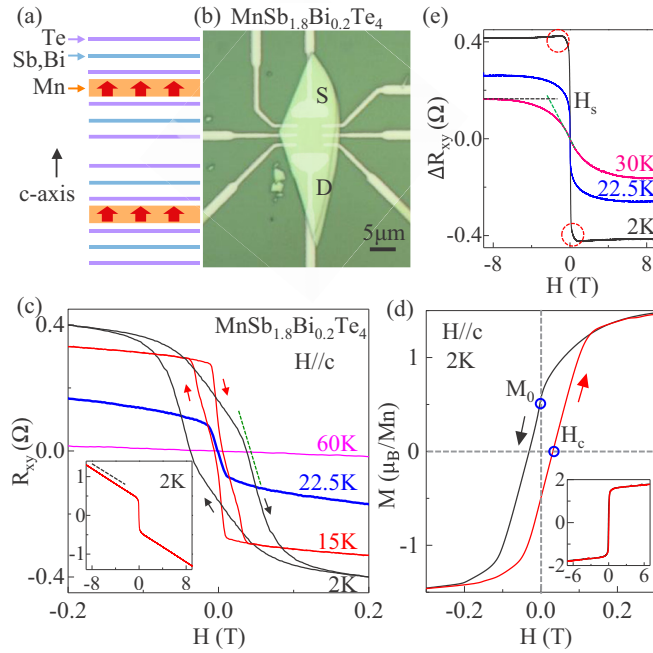 (a)
Te
Sb,Bi
Mn
c-axis
(b) MnSb1.8Bi0.2Te4
S
D
5μm
(e)
0.4
0.0
-0.4
ΔRxy (Ω)
Hs
30K
22.5K
2K
-8 0 8
H (T)
(c) MnSb1.8Bi0.2Te4
H//c
0.4
0.0
-0.4
Rxy (Ω)
60K
22.5K
15K
2K
2K
1
0
-1
-8 0 8
-0.2 0.0 0.2
H (T)
(d)
H//c
2K
M0
Hc
1
0
-1
M (μB/Mn)
2
0
-2
-6 0 6
0.0 0.2
H (T)